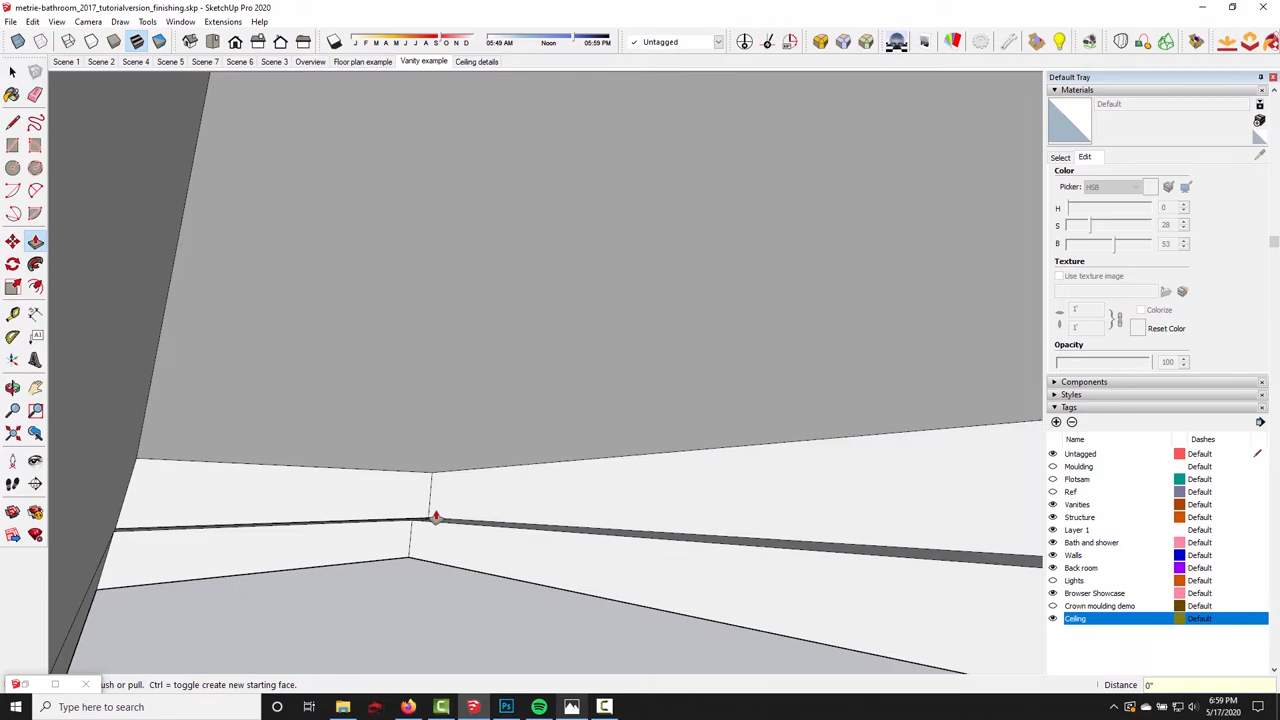 metrie-bathroom_2017_tutorialversion_finishing.skp - SketchUp Pro 2020
File Edit View Camera Draw Tools Window Extensions Help
J F M A M J J A S O N D
05:49 AM Noon 05:59 PM
Untagged
Scene 1 Scene 2 Scene 4 Scene 5 Scene 7 Scene 6 Scene 3 Overview Floor plan example Vanity example Ceiling details
Default Tray
Materials
Default
Select Edit
Color
Picker: HSB
H 0
S 28
B 53
Texture
Use texture image
1' Colorize
1' Reset Color
Opacity
100
Components
Styles
Tags
Name Dashes
Untagged Default
Moulding Default
Flotsam Default
Ref Default
Vanities Default
Structure Default
Layer 1 Default
Bath and shower Default
Walls Default
Back room Default
Lights Default
Browser Showcase Default
Crown moulding demo Default
Ceiling Default
ush or pull. Ctrl = toggle create new starting face.
Distance 0"
Type here to search
6:59 PM
5/17/2020